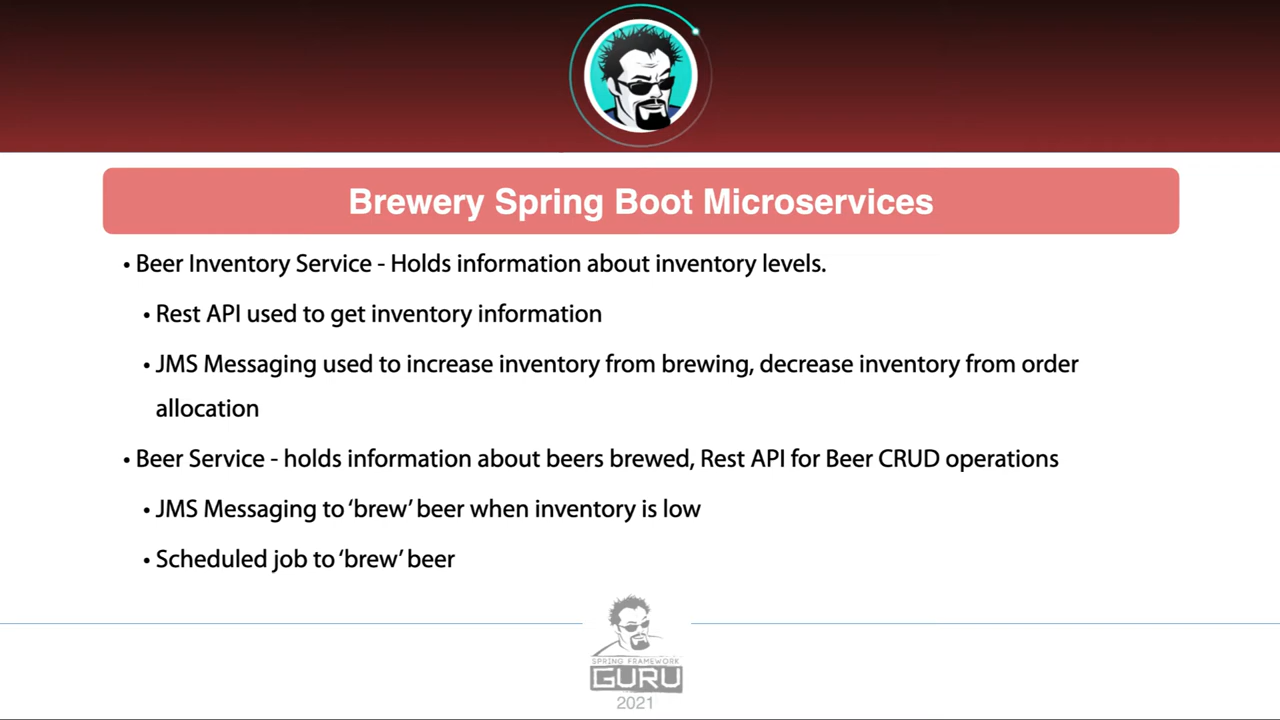 Brewery Spring Boot Microservices
• Beer Inventory Service - Holds information about inventory levels.
• Rest API used to get inventory information
• JMS Messaging used to increase inventory from brewing, decrease inventory from order
allocation
• Beer Service - holds information about beers brewed, Rest API for Beer CRUD operations
• JMS Messaging to ‘brew’ beer when inventory is low
• Scheduled job to ‘brew’ beer
SPRING FRAMEWORK
GURU
2021